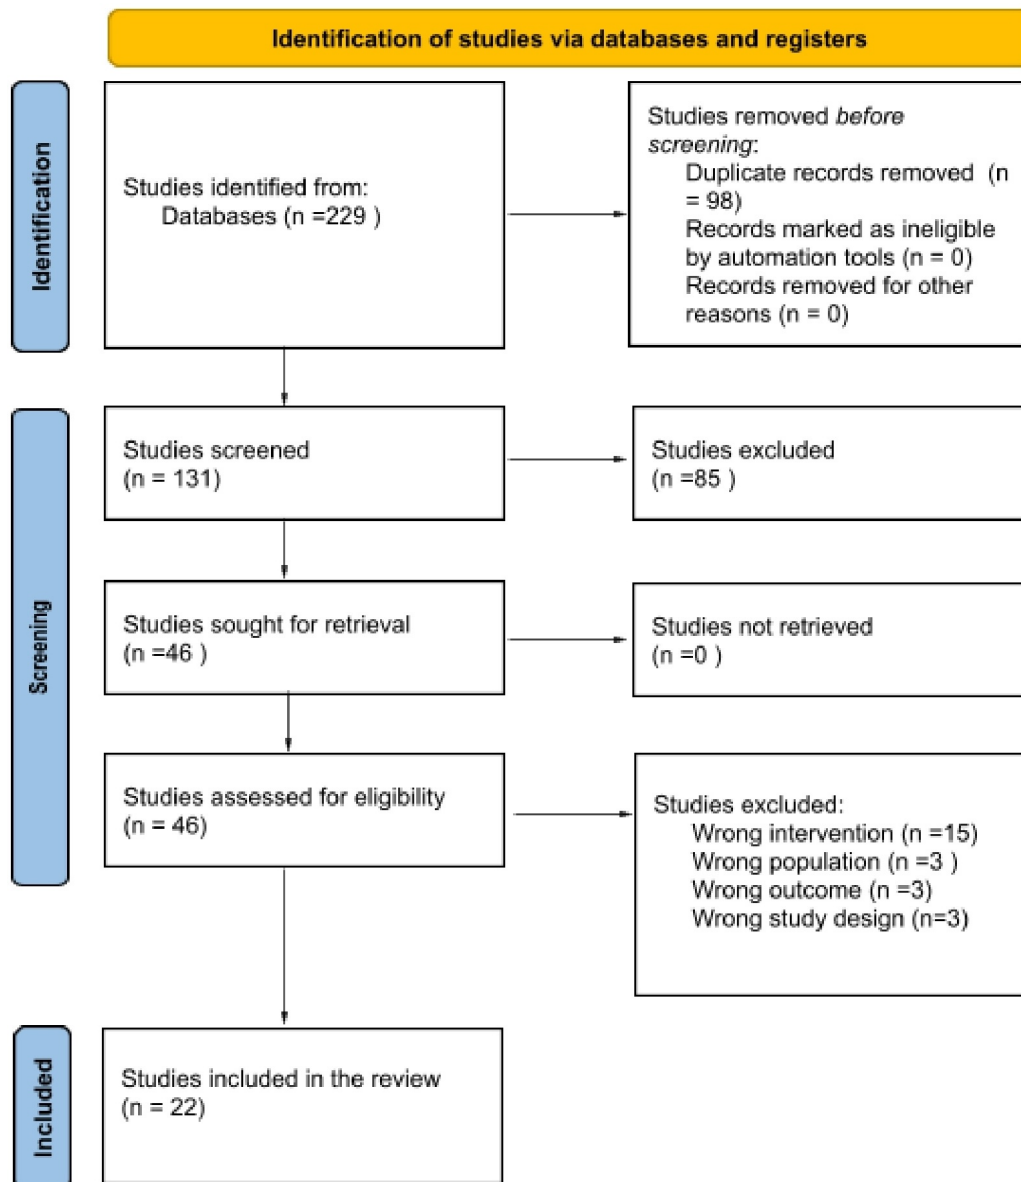 Identification of studies via databases and registers
Identification
Studies identified from:
Databases (n =229 )
Studies removed before
screening:
Duplicate records removed (n
= 98)
Records marked as ineligible
by automation tools (n = 0)
Records removed for other
reasons (n = 0)
Screening
Studies screened
(n = 131)
Studies excluded
(n =85 )
Studies sought for retrieval
(n =46 )
Studies not retrieved
(n =0 )
Studies assessed for eligibility
(n = 46)
Studies excluded:
Wrong intervention (n =15)
Wrong population (n =3 )
Wrong outcome (n =3)
Wrong study design (n=3)
Included
Studies included in the review
(n = 22)